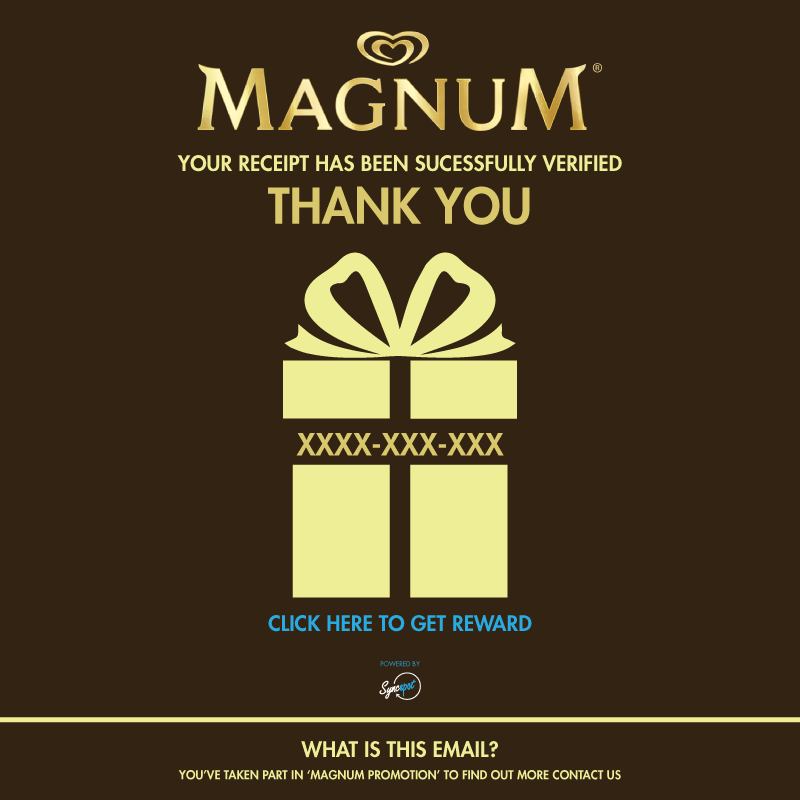 MAGNUM®
YOUR RECEIPT HAS BEEN SUCESSFULLY VERIFIED
THANK YOU
XXXX-XXX-XXX
CLICK HERE TO GET REWARD
POWERED BY
Syncspot
WHAT IS THIS EMAIL?
YOU'VE TAKEN PART IN ‘MAGNUM PROMOTION’ TO FIND OUT MORE CONTACT US